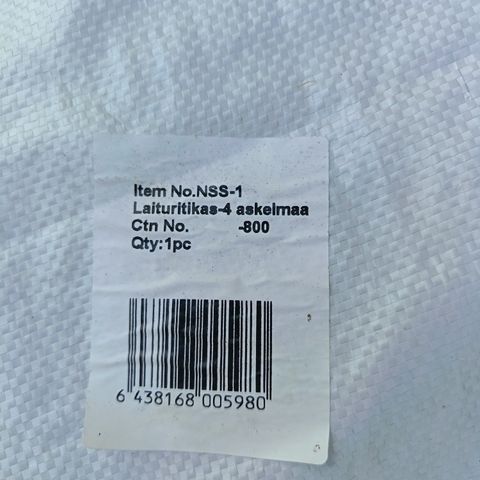 Item No.NSS-1
Laituritikas-4 askelmaa
Ctn No. -800
Qty:1pc
6 438168 005980